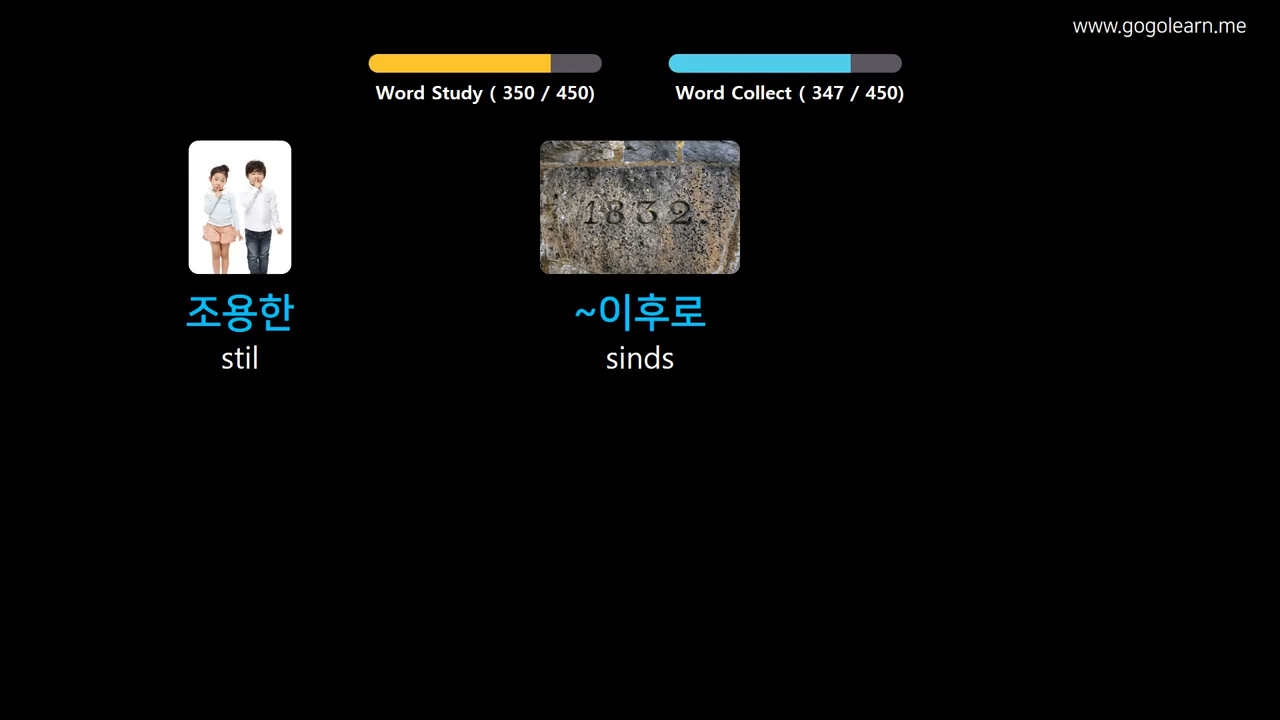 www.gogolearn.me
Word Study ( 350 / 450)
Word Collect ( 347 / 450)
1832.
조용한
~이후로
stil
sinds